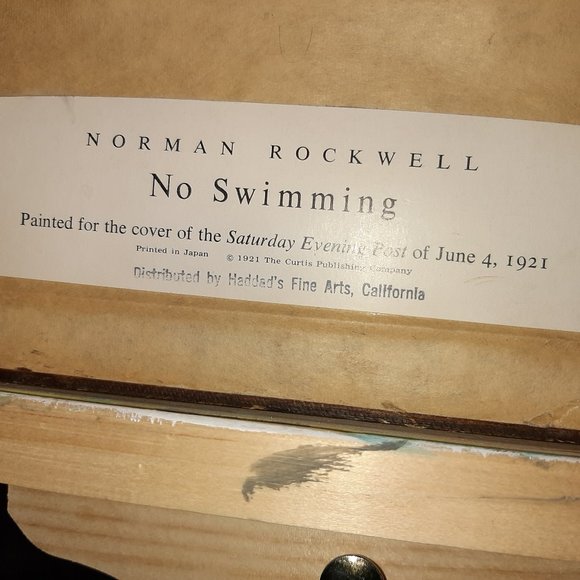 NORMAN ROCKWELL
No Swimming
Painted for the cover of the Saturday Evening Post of June 4, 1921
Printed in Japan © 1921 The Curtis Publishing Company
Distributed by Haddad's Fine Arts, California